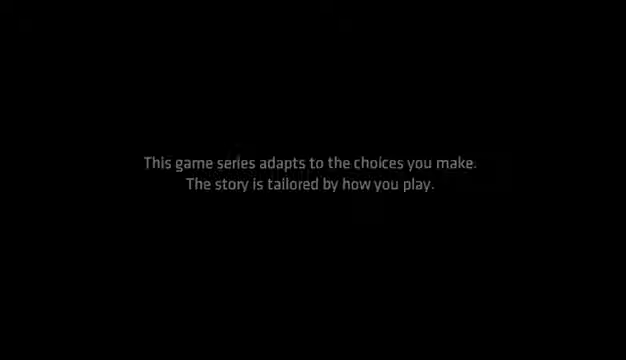 This game series adapts to the choices you make.
The story is tailored by how you play.